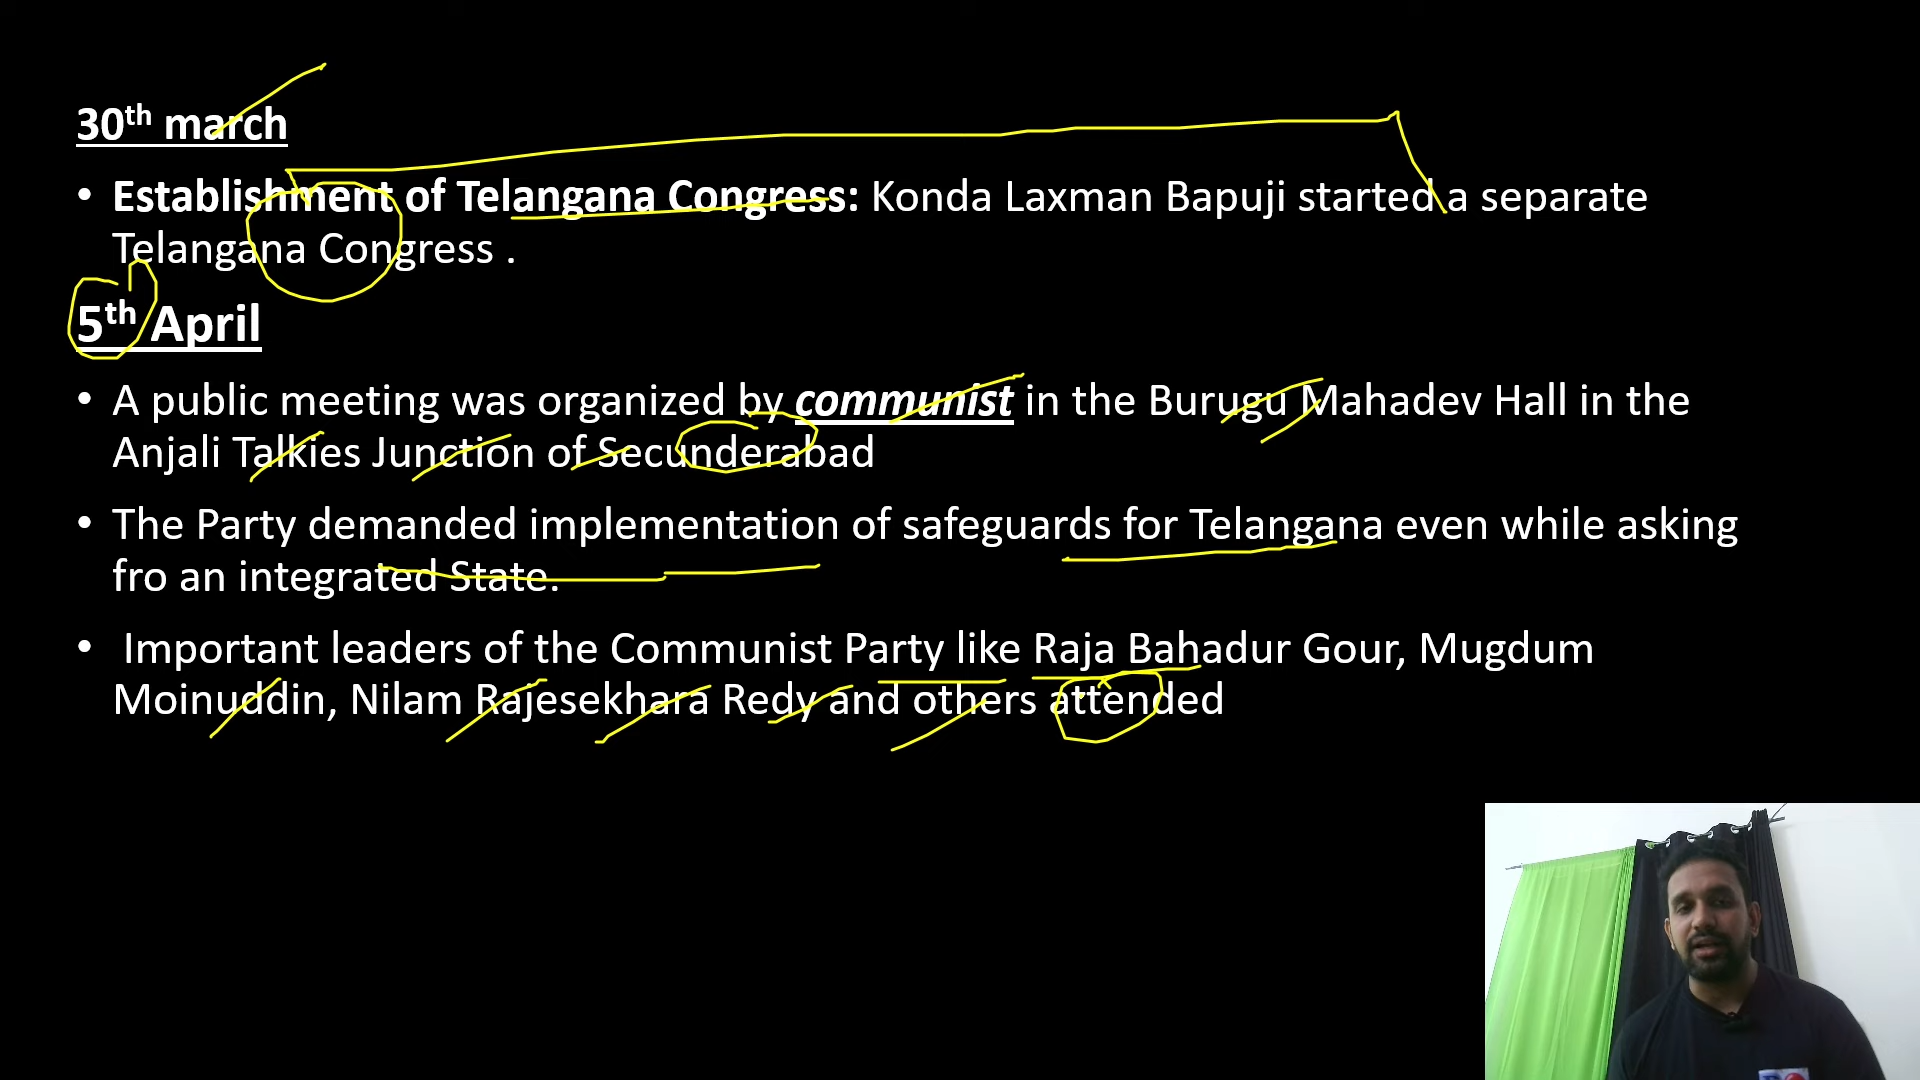 30th march
• Establishment of Telangana Congress: Konda Laxman Bapuji started a separate
Telangana Congress .
5th April
• A public meeting was organized by communist in the Burugu Mahadev Hall in the
Anjali Talkies Junction of Secunderabad
• The Party demanded implementation of safeguards for Telangana even while asking
fro an integrated State.
• Important leaders of the Communist Party like Raja Bahadur Gour, Mugdum
Moinuddin, Nilam Rajesekhara Redy and others attended